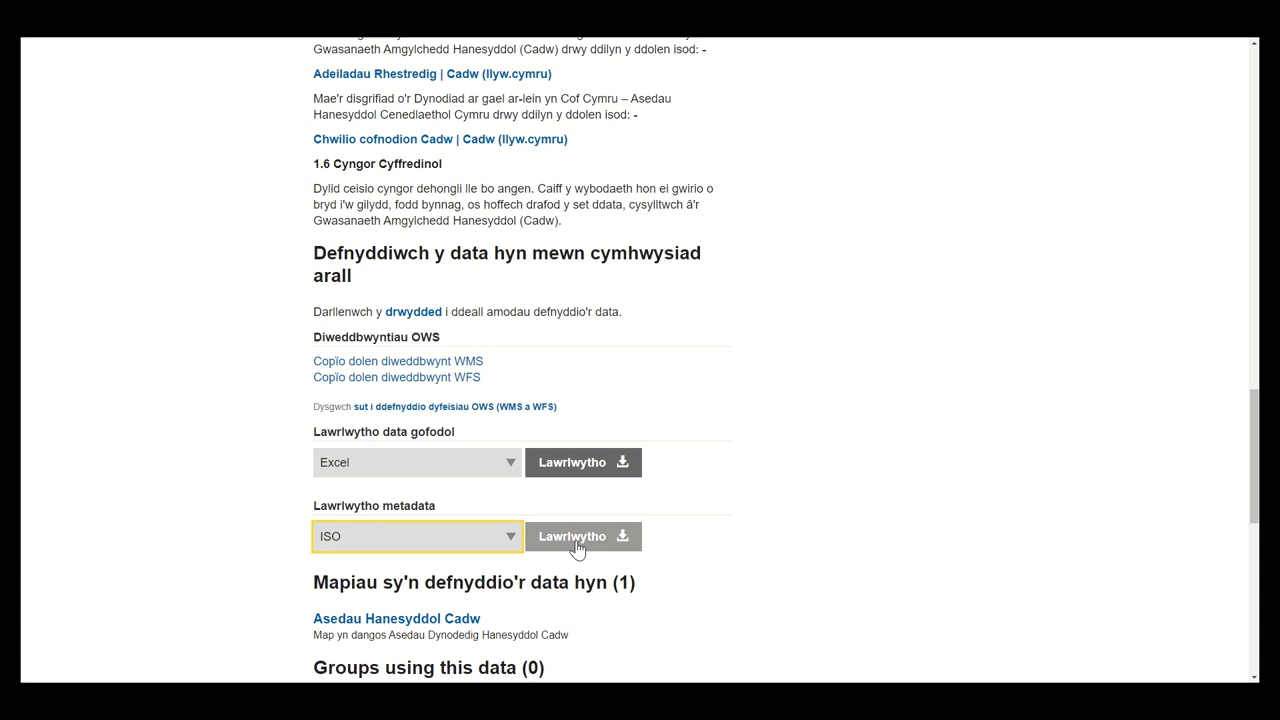 Gwasanaeth Amgylchedd Hanesyddol (Cadw) drwy ddilyn y ddolen isod: -
Adeiladau Rhestredig | Cadw (llyw.cymru)
Mae'r disgrifiad o'r Dynodiad ar gael ar-lein yn Cof Cymru – Asedau
Hanesyddol Cenedlaethol Cymru drwy ddilyn y ddolen isod: -
Chwilio cofnodion Cadw | Cadw (llyw.cymru)
1.6 Cyngor Cyffredinol
Dylid ceisio cyngor dehongli lle bo angen. Caiff y wybodaeth hon ei gwirio o
bryd i'w gilydd, fodd bynnag, os hoffech drafod y set ddata, cysylltwch â'r
Gwasanaeth Amgylchedd Hanesyddol (Cadw).
Defnyddiwch y data hyn mewn cymhwysiad
arall
Darllenwch y drwydded i ddeall amodau defnyddio'r data.
Diweddbwyntiau OWS
Copïo dolen diweddbwynt WMS
Copïo dolen diweddbwynt WFS
Dysgwch sut i ddefnyddio dyfeisiau OWS (WMS a WFS)
Lawrlwytho data gofodol
Excel Lawrlwytho
Lawrlwytho metadata
ISO Lawrlwytho
Mapiau sy'n defnyddio'r data hyn (1)
Asedau Hanesyddol Cadw
Map yn dangos Asedau Dynodedig Hanesyddol Cadw
Groups using this data (0)